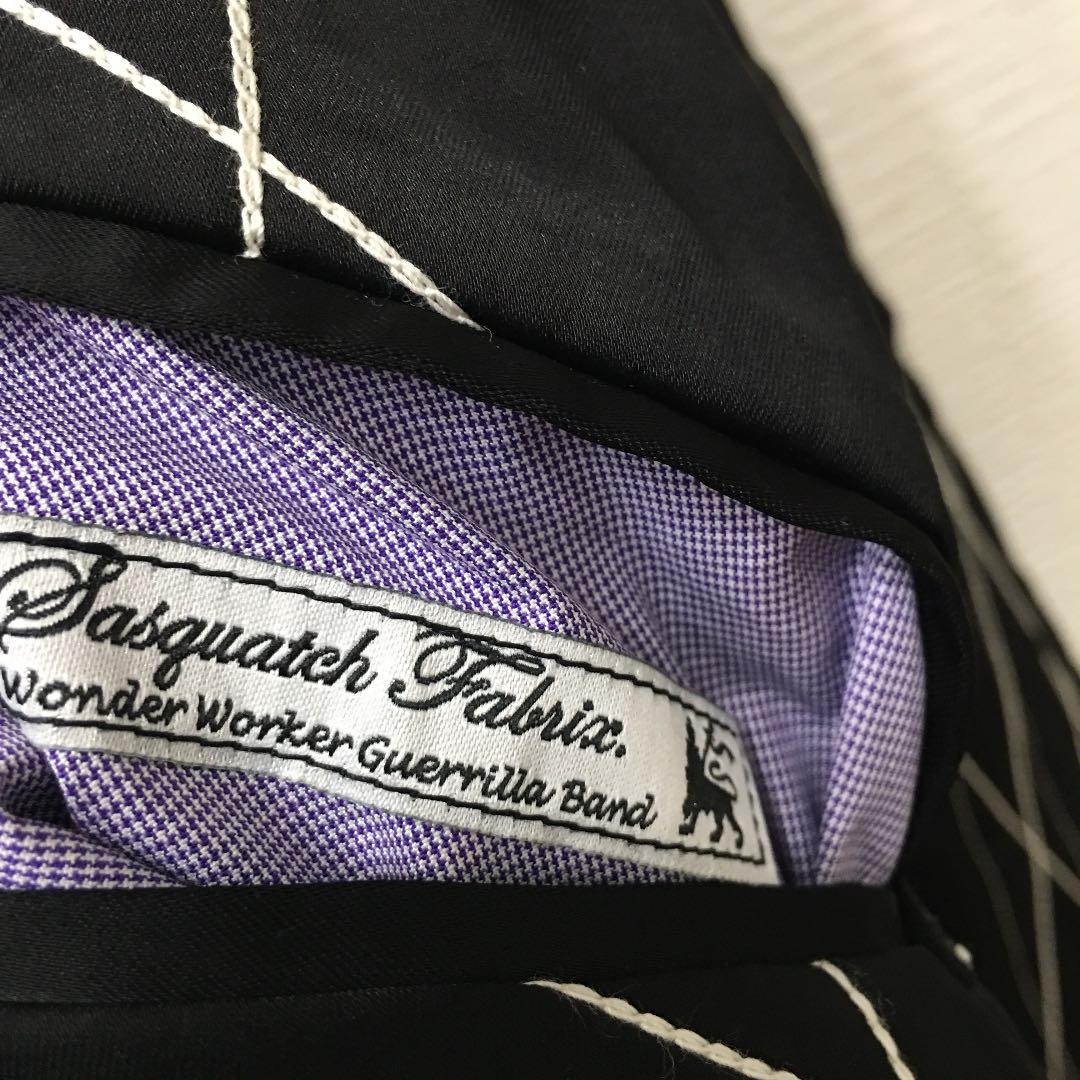 Sasquatch Fabrix.
Wonder Worker Guerrilla Band